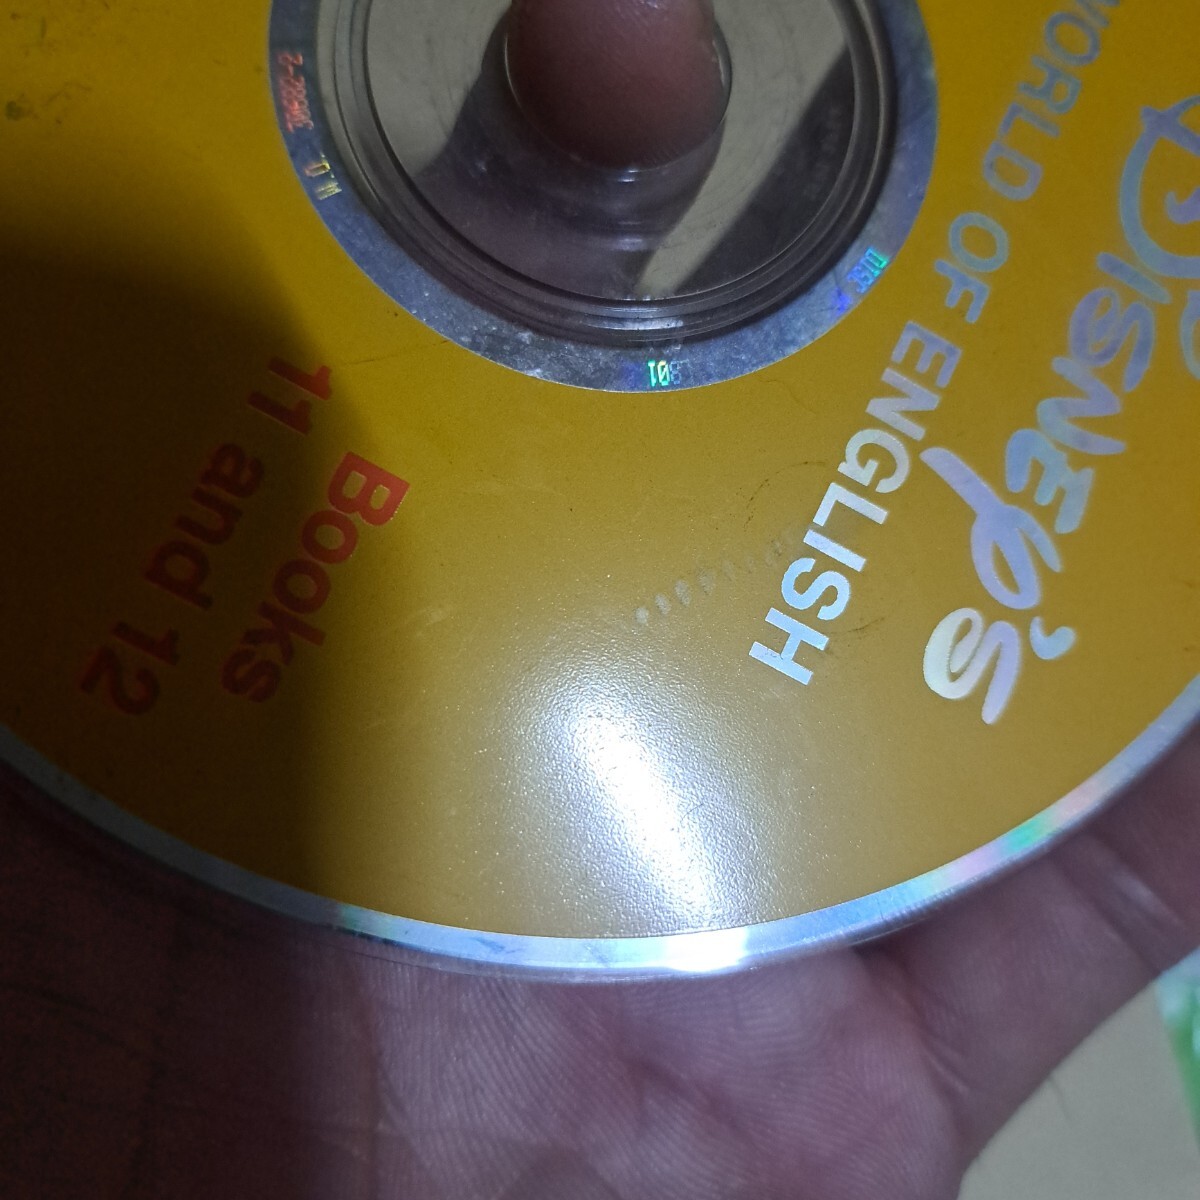 DISNEY'S
WORLD OF ENGLISH
Books
11 and 12